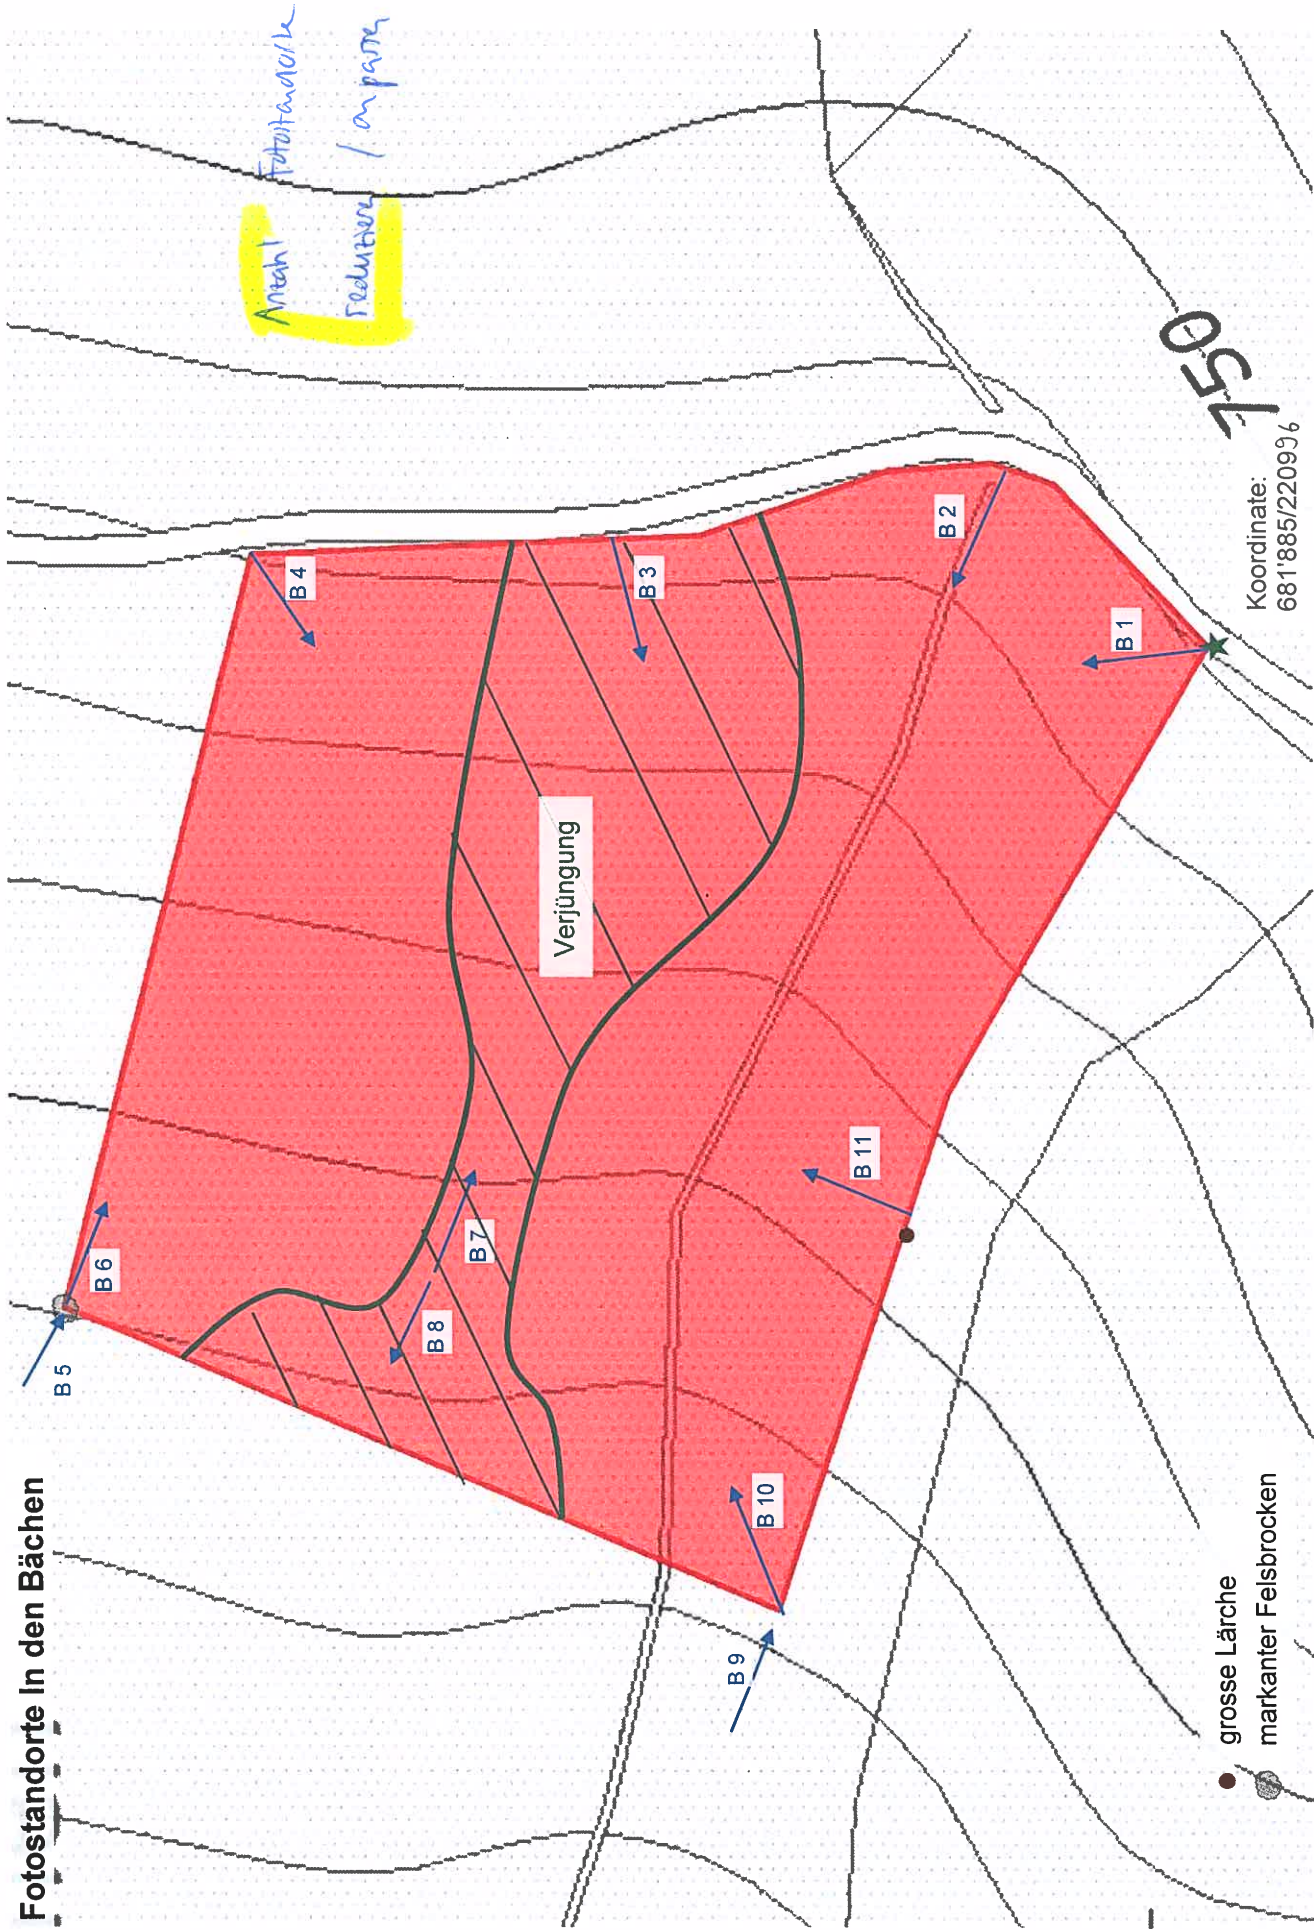 Fotostandorte In den Bächen
Anzahl Fotostandorte
reduzieren / anpassen
B 5
B 6
B 4
B 8
B 7
Verjüngung
B 3
B 9
B 10
B 11
B 2
B 1
750
Koordinate:
681'885/220996
grosse Lärche
markanter Felsbrocken